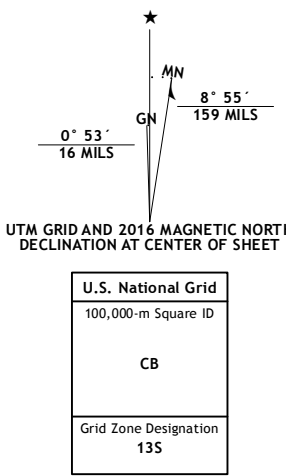 ★
MN
GN
8° 55´
159 MILS
0° 53´
16 MILS
UTM GRID AND 2016 MAGNETIC NORTH
DECLINATION AT CENTER OF SHEET
U.S. National Grid
100,000-m Square ID
CB
Grid Zone Designation
13S